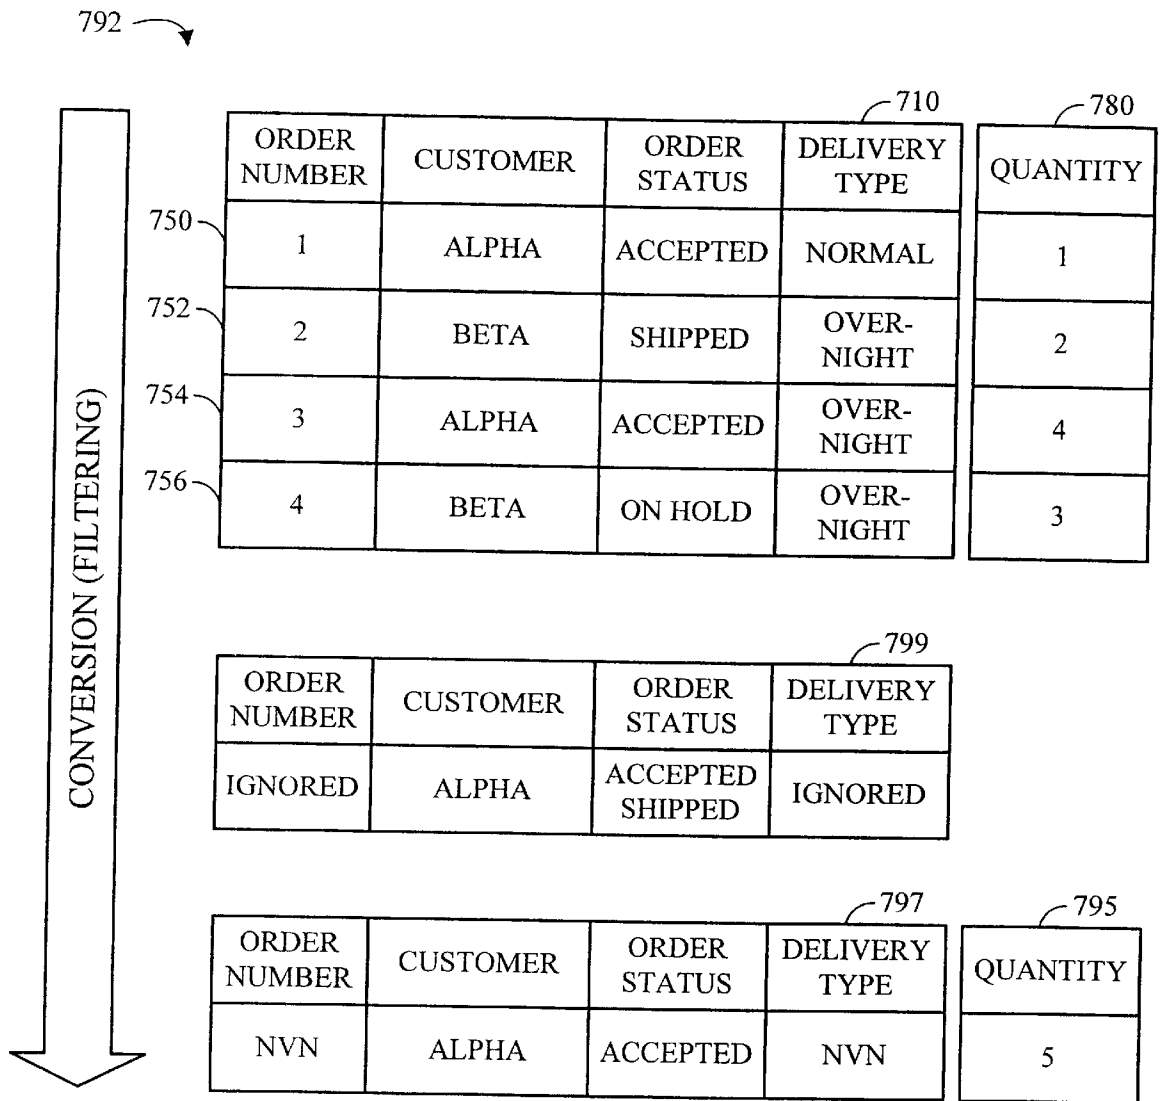 792
710
780
ORDER NUMBER CUSTOMER ORDER STATUS DELIVERY TYPE QUANTITY
750
1 ALPHA ACCEPTED NORMAL 1
752
2 BETA SHIPPED OVER-NIGHT 2
754
3 ALPHA ACCEPTED OVER-NIGHT 4
756
4 BETA ON HOLD OVER-NIGHT 3
CONVERSION (FILTERING)
799
ORDER NUMBER CUSTOMER ORDER STATUS DELIVERY TYPE
IGNORED ALPHA ACCEPTED SHIPPED IGNORED
797
795
ORDER NUMBER CUSTOMER ORDER STATUS DELIVERY TYPE QUANTITY
NVN ALPHA ACCEPTED NVN 5